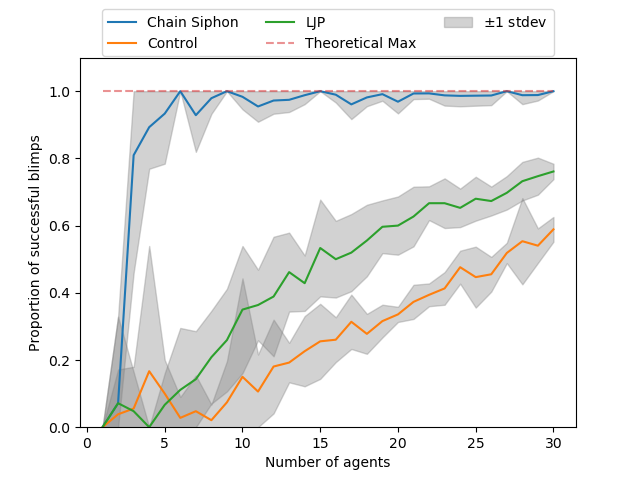 Chain Siphon
Control
LJP
Theoretical Max
±1 stdev
Proportion of successful blimps
1.0
0.8
0.6
0.4
0.2
0.0
0 5 10 15 20 25 30
Number of agents